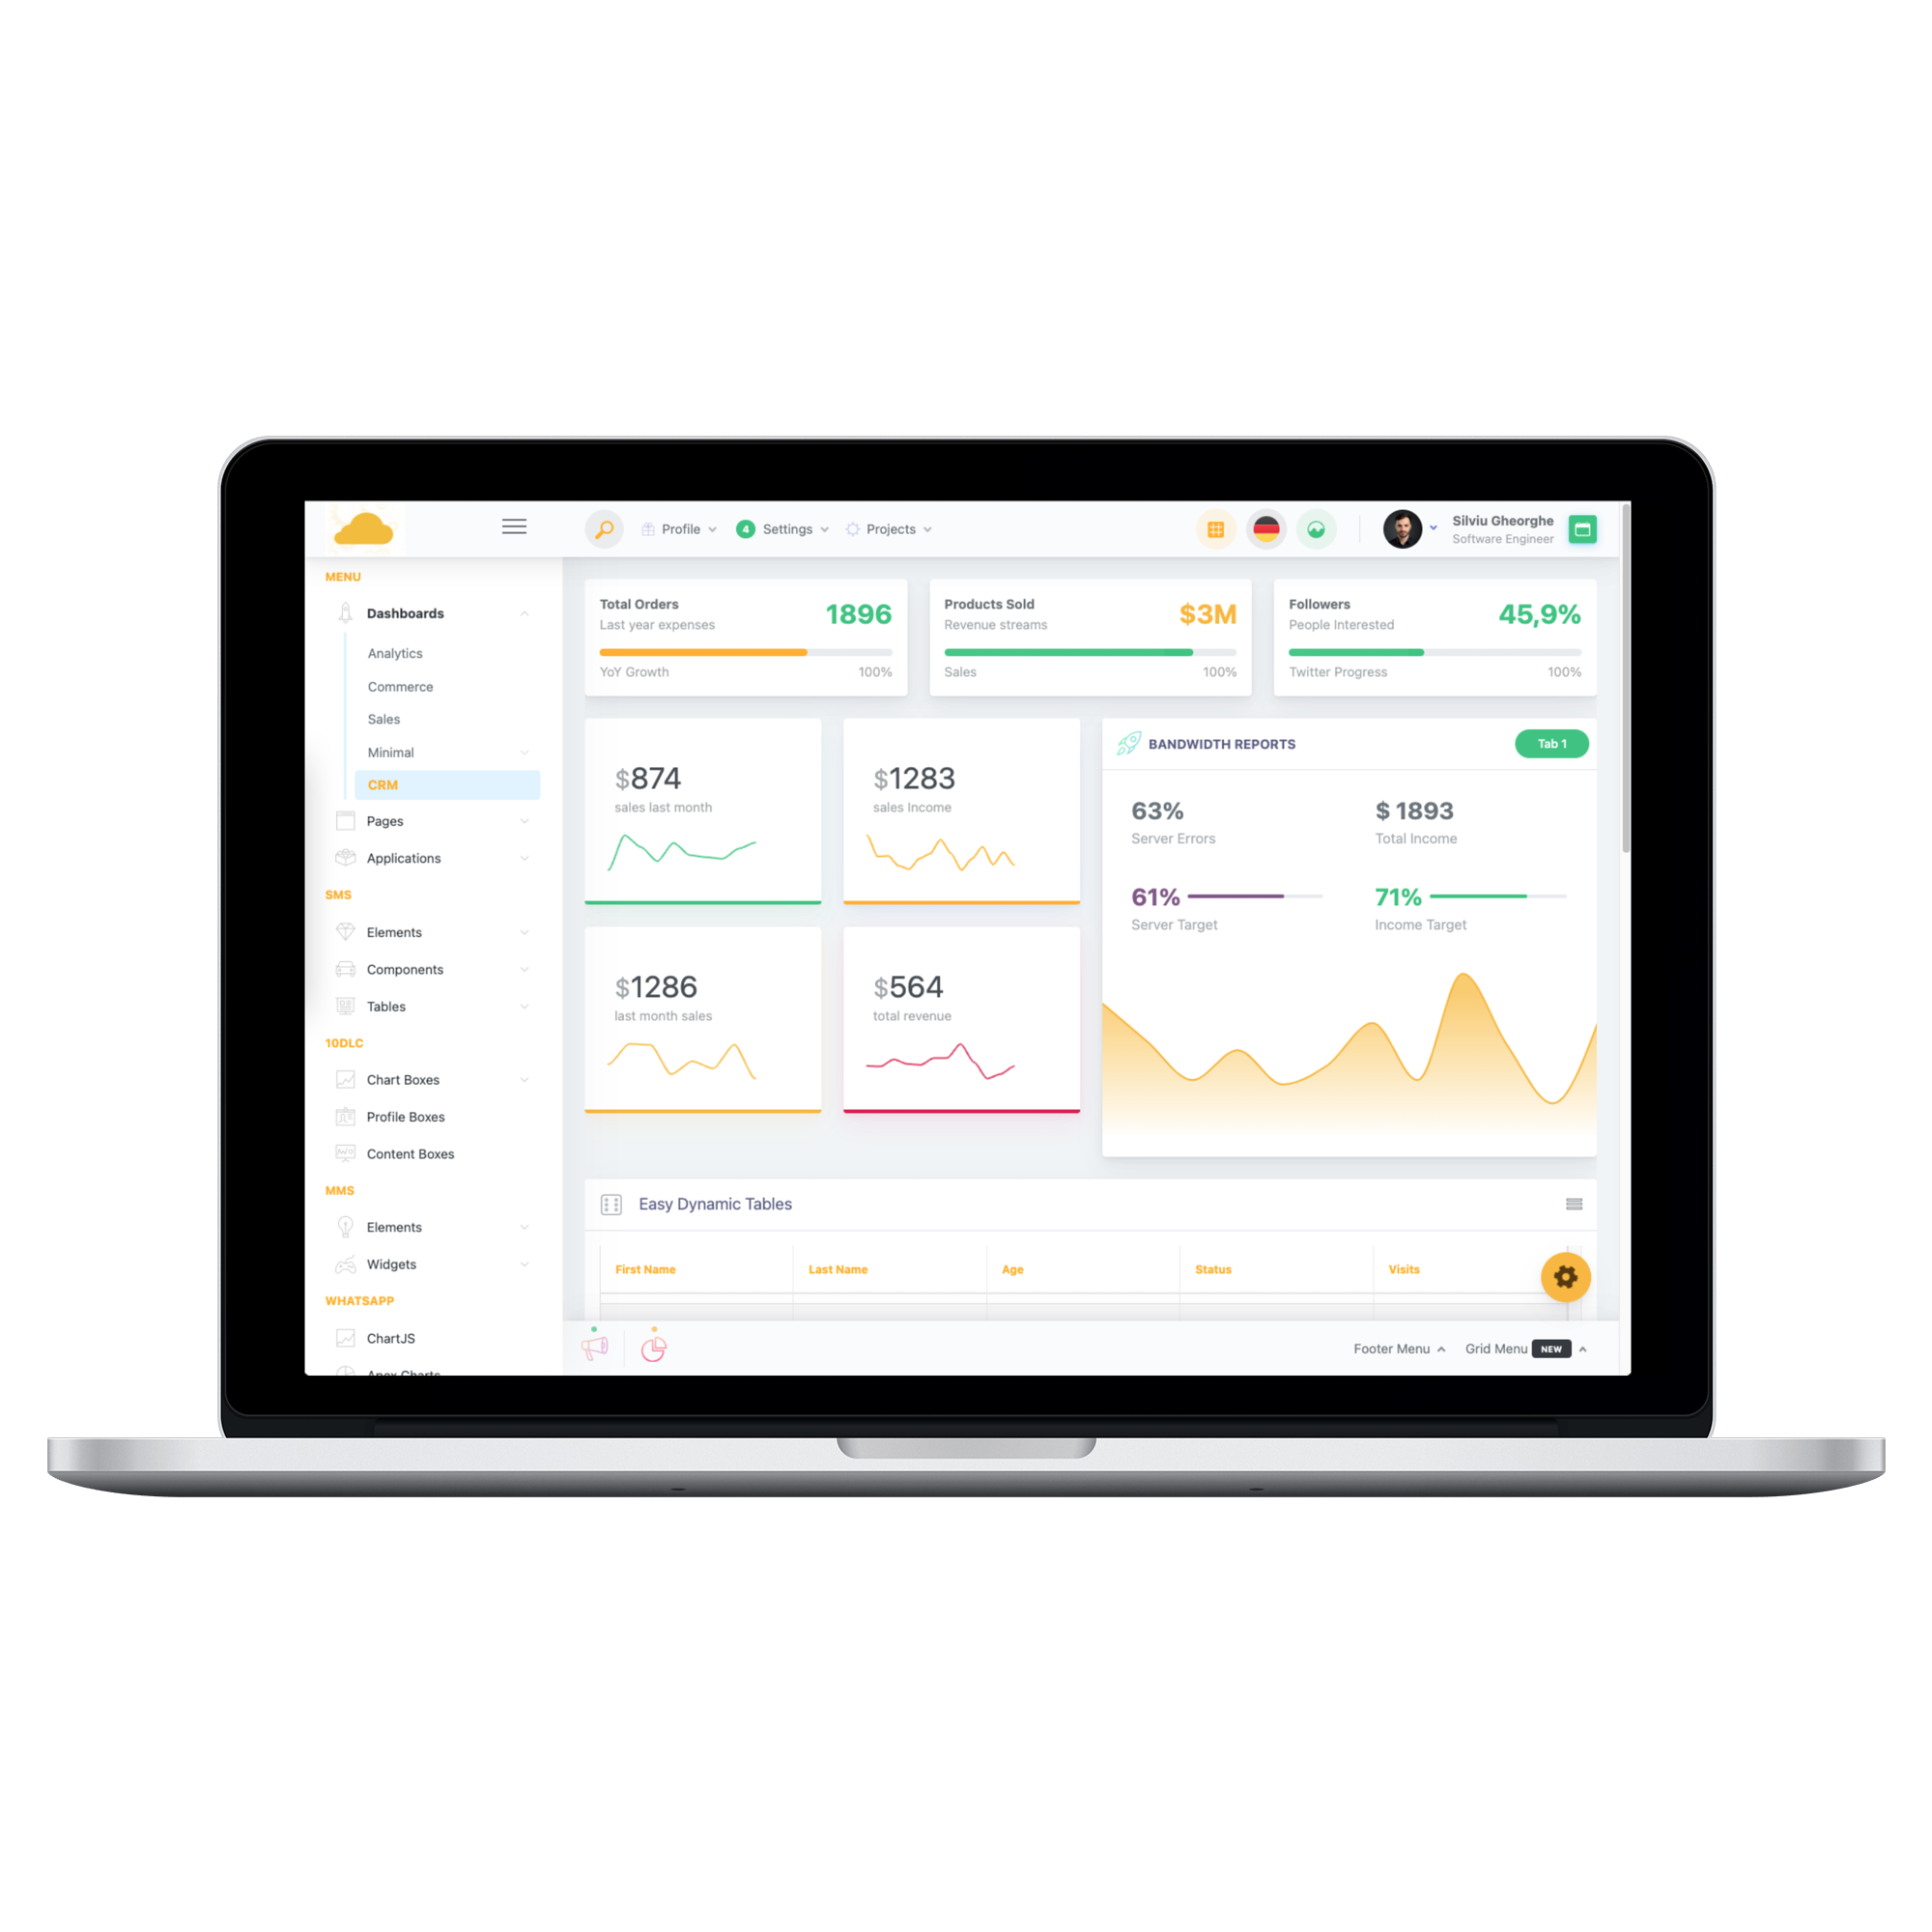 Profile
4 Settings
Projects
Silviu Gheorghe
Software Engineer
MENU
Dashboards
Analytics
Commerce
Sales
Minimal
CRM
Pages
Applications
SMS
Elements
Components
Tables
10DLC
Chart Boxes
Profile Boxes
Content Boxes
MMS
Elements
Widgets
WHATSAPP
ChartJS
Apex Charts
Total Orders
Last year expenses
1896
YoY Growth 100%
Products Sold
Revenue streams
$3M
Sales 100%
Followers
People Interested
45,9%
Twitter Progress 100%
$874
sales last month
$1283
sales Income
$1286
last month sales
$564
total revenue
BANDWIDTH REPORTS
Tab 1
63%
Server Errors
$ 1893
Total Income
61%
Server Target
71%
Income Target
Easy Dynamic Tables
First Name Last Name Age Status Visits
Footer Menu Grid Menu NEW